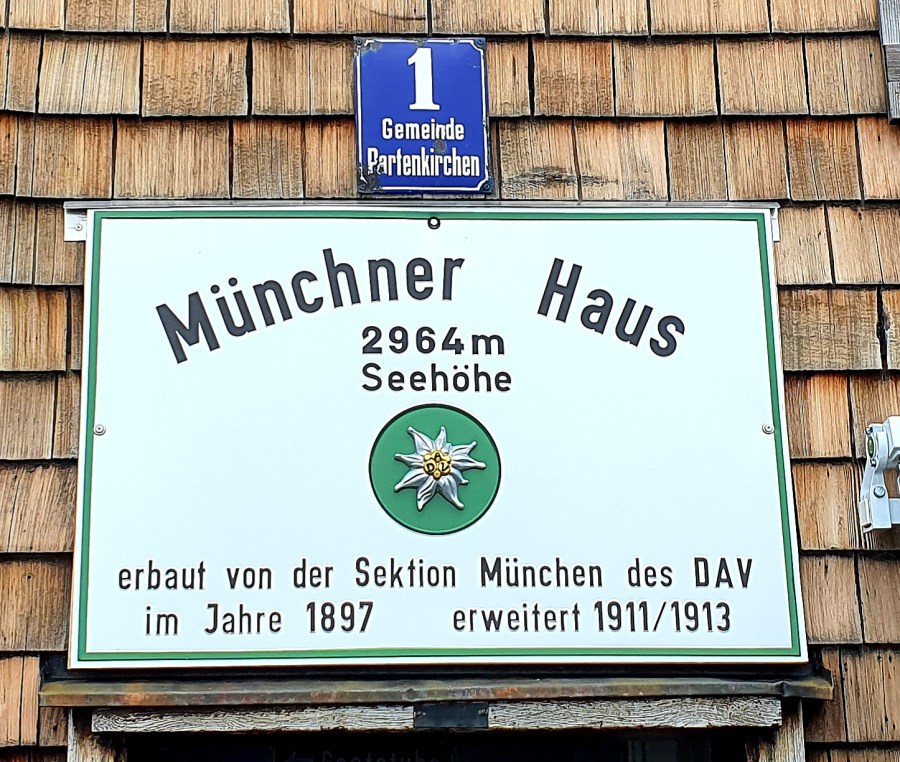 1
Gemeinde
Partenkirchen
Münchner Haus
2964m
Seehöhe
DAV
erbaut von der Sektion München des DAV
im Jahre 1897 erweitert 1911/1913